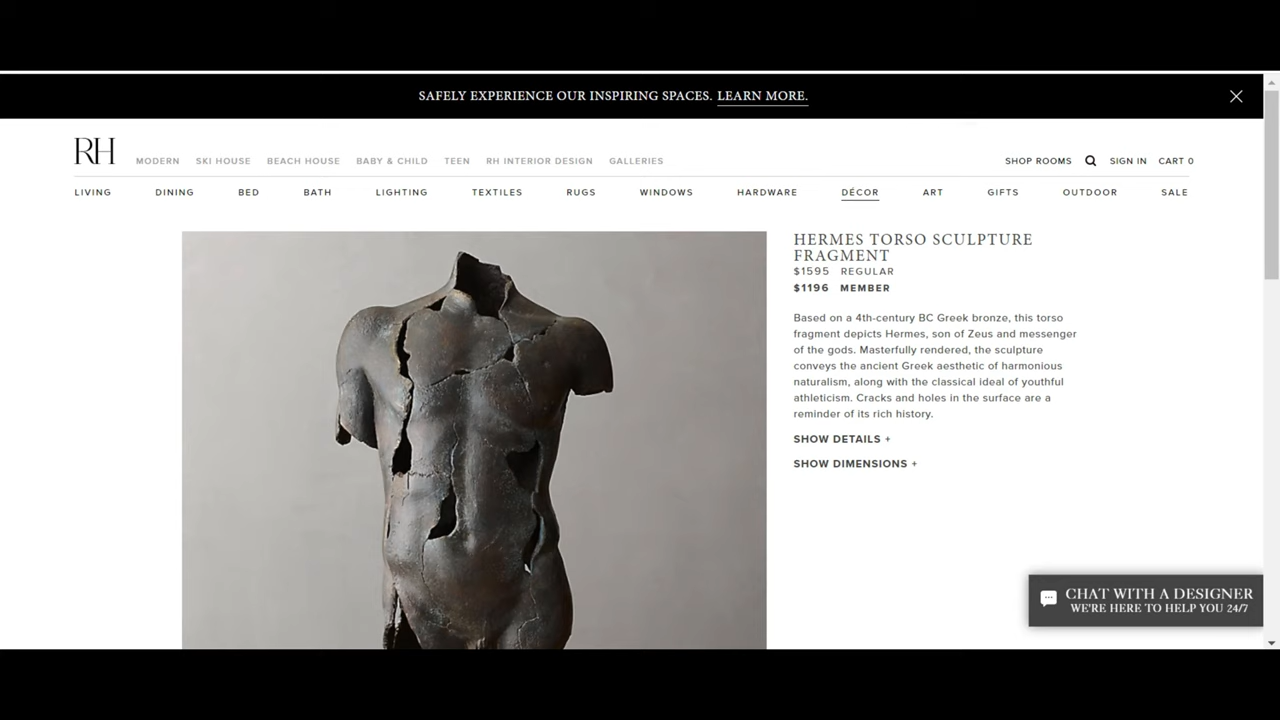 SAFELY EXPERIENCE OUR INSPIRING SPACES. LEARN MORE.
RH MODERN SKI HOUSE BEACH HOUSE BABY & CHILD TEEN RH INTERIOR DESIGN GALLERIES SHOP ROOMS SIGN IN CART 0
LIVING DINING BED BATH LIGHTING TEXTILES RUGS WINDOWS HARDWARE DÉCOR ART GIFTS OUTDOOR SALE
HERMES TORSO SCULPTURE
FRAGMENT
$1595 REGULAR
$1196 MEMBER
Based on a 4th-century BC Greek bronze, this torso
fragment depicts Hermes, son of Zeus and messenger
of the gods. Masterfully rendered, the sculpture
conveys the ancient Greek aesthetic of harmonious
naturalism, along with the classical ideal of youthful
athleticism. Cracks and holes in the surface are a
reminder of its rich history.
SHOW DETAILS +
SHOW DIMENSIONS +
CHAT WITH A DESIGNER
WE'RE HERE TO HELP YOU 24/7